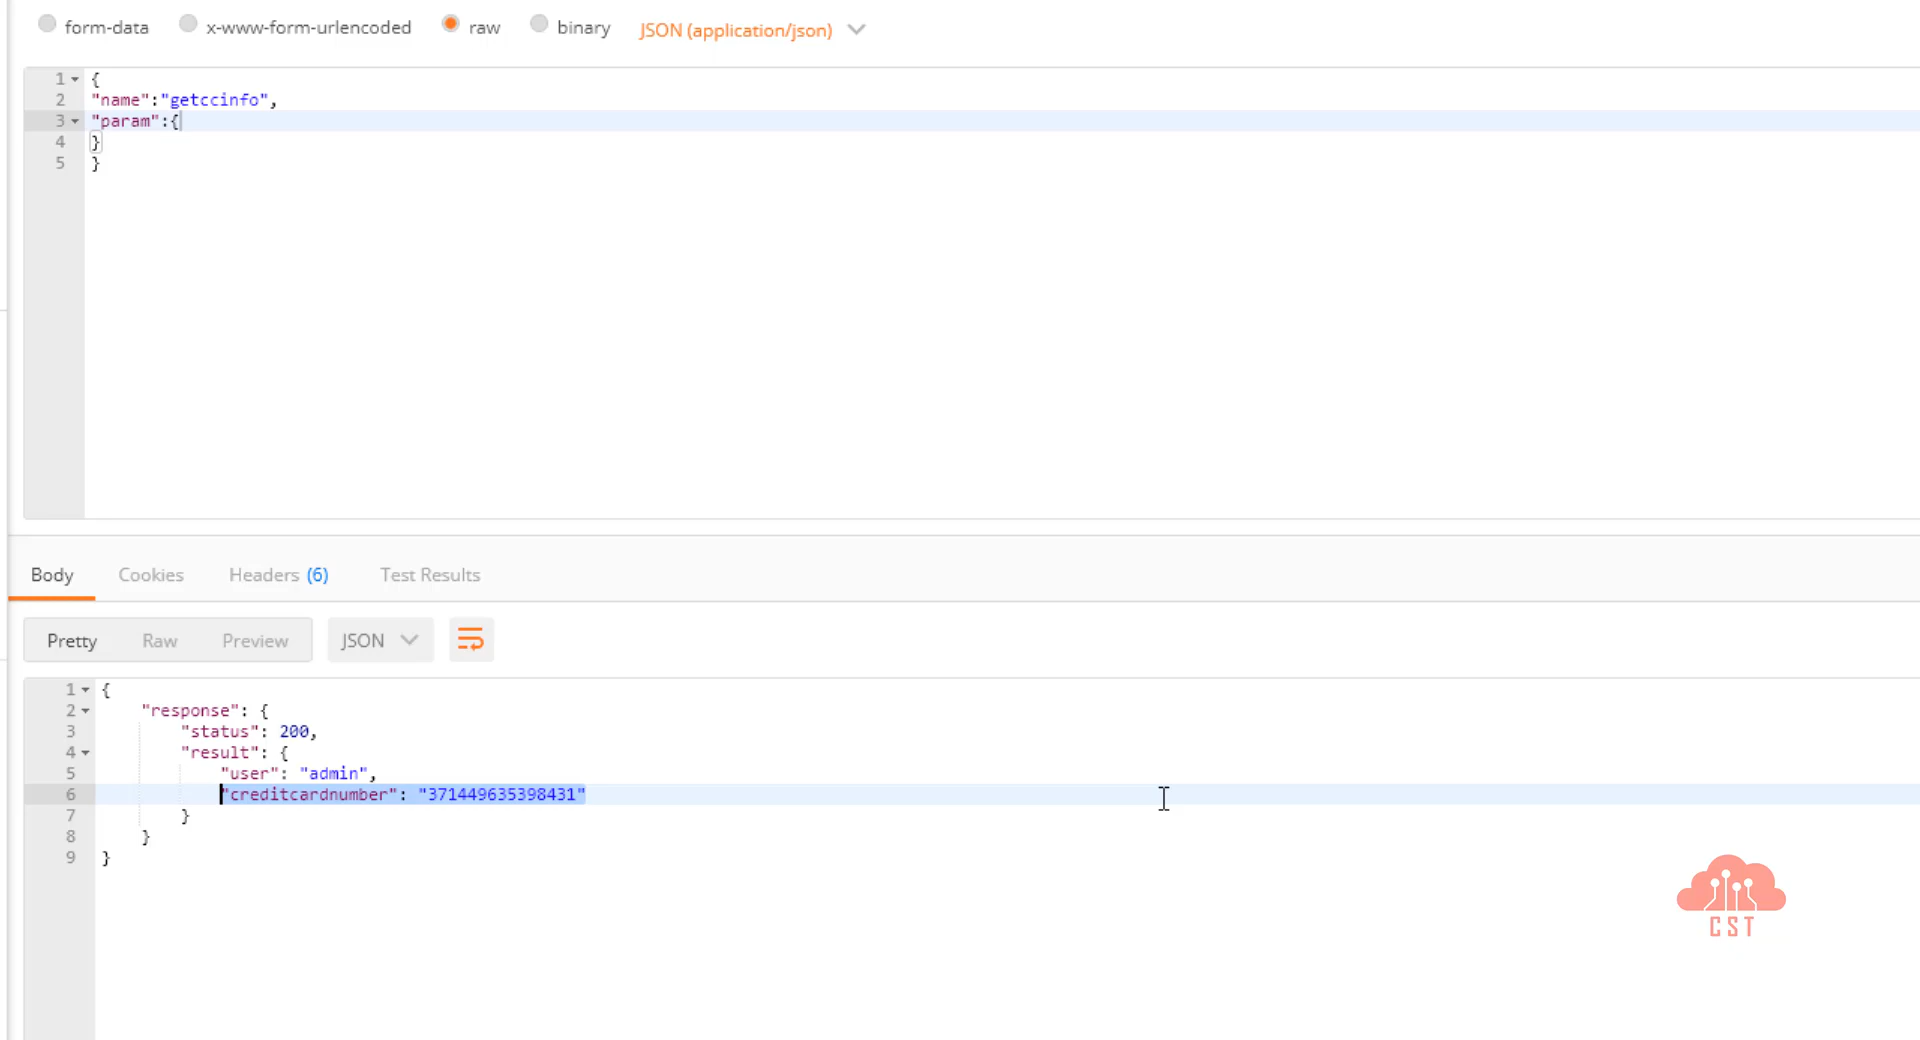 form-data x-www-form-urlencoded raw binary JSON (application/json)
1 {
2 "name":"getccinfo",
3 "param":{
4 }
5 }
Body Cookies Headers (6) Test Results
Pretty Raw Preview JSON
1 {
2 "response": {
3 "status": 200,
4 "result": {
5 "user": "admin",
6 "creditcardnumber": "371449635398431"
7 }
8 }
9 }
CST